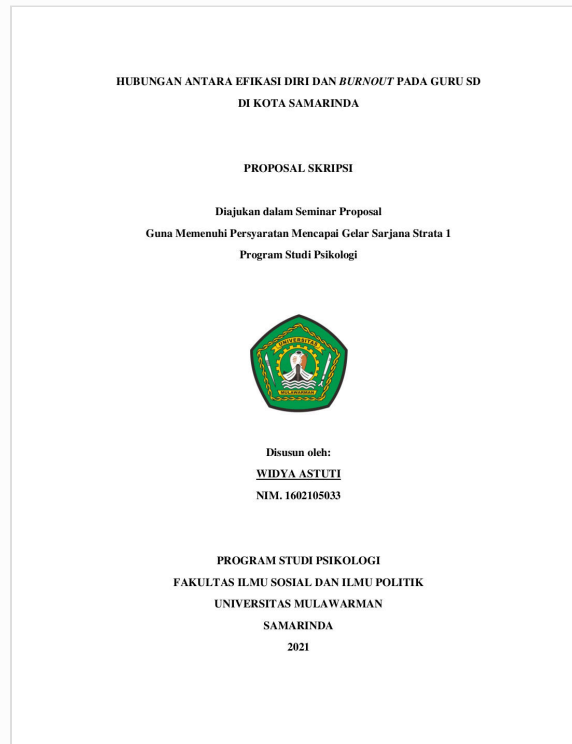 HUBUNGAN ANTARA EFIKASI DIRI DAN BURNOUT PADA GURU SD
DI KOTA SAMARINDA
PROPOSAL SKRIPSI
Diajukan dalam Seminar Proposal
Guna Memenuhi Persyaratan Mencapai Gelar Sarjana Strata 1
Program Studi Psikologi
UNIVERSITAS
MULAWARMAN
Disusun oleh:
WIDYA ASTUTI
NIM. 1602105033
PROGRAM STUDI PSIKOLOGI
FAKULTAS ILMU SOSIAL DAN ILMU POLITIK
UNIVERSITAS MULAWARMAN
SAMARINDA
2021